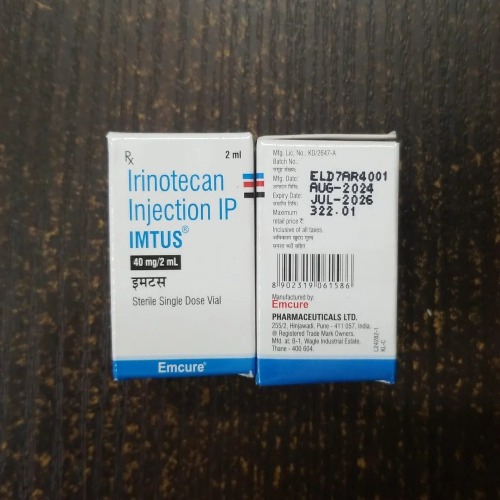 Rx
2 ml
Irinotecan
Injection IP
IMTUS®
40 mg/2 mL
इमटस
Sterile Single Dose Vial
Emcure®
Mfg. Lic. No.: KD/2647-A
Batch No.:
ELD7AR4001
Mfg. Date:
AUG-2024
Expiry Date:
JUL-2026
Maximum
322.01
retail price ₹
Inclusive of all taxes.
8902319061586
Manufactured by:
Emcure
PHARMACEUTICALS LTD.
255/2, Hinjawadi, Pune - 411 057, India.
® Registered Trade Mark Owners.
Mfd. at: B-1, Wagle Industrial Estate,
Thane - 400 604.
KL-C